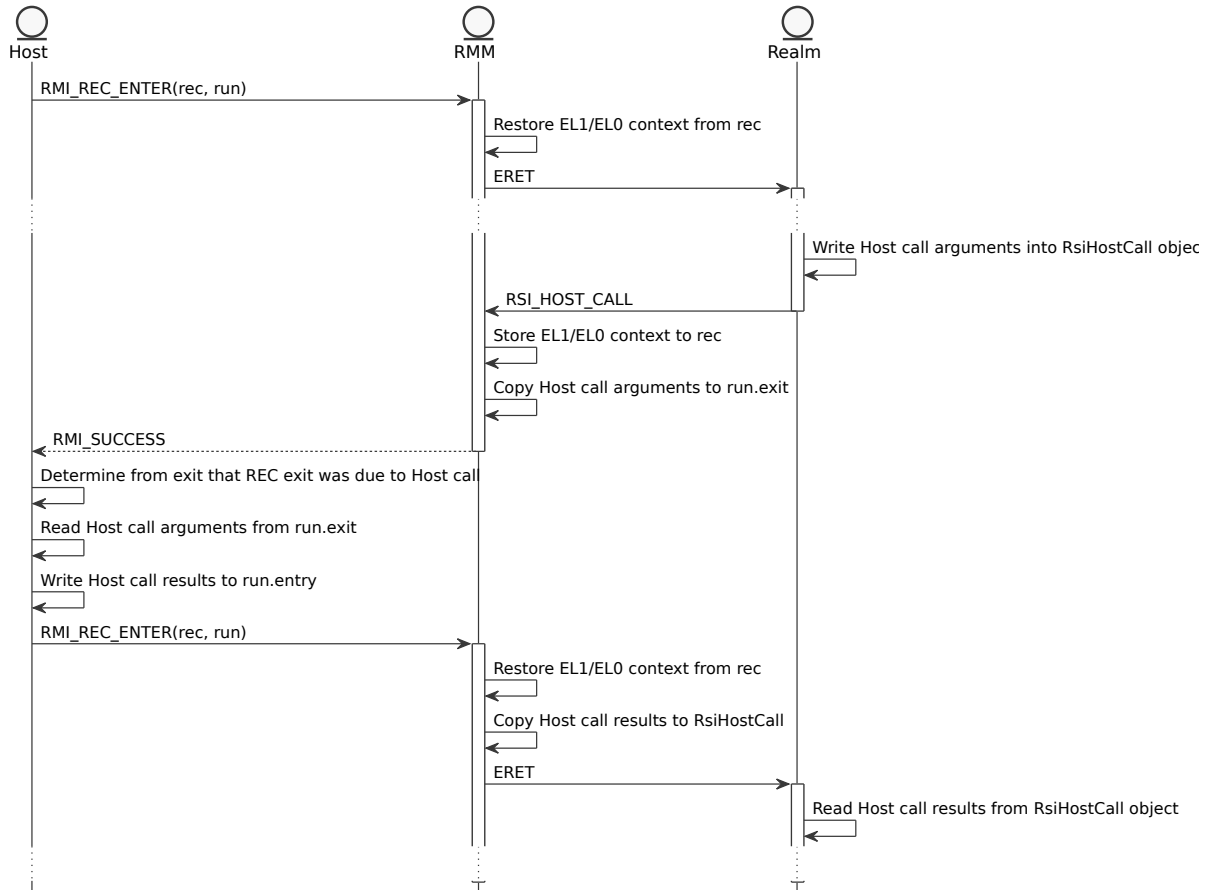 Host
RMM
Realm
RMI_REC_ENTER(rec, run)
Restore EL1/EL0 context from rec
ERET
Write Host call arguments into RsiHostCall objec
RSI_HOST_CALL
Store EL1/EL0 context to rec
Copy Host call arguments to run.exit
RMI_SUCCESS
Determine from exit that REC exit was due to Host call
Read Host call arguments from run.exit
Write Host call results to run.entry
RMI_REC_ENTER(rec, run)
Restore EL1/EL0 context from rec
Copy Host call results to RsiHostCall
ERET
Read Host call results from RsiHostCall object